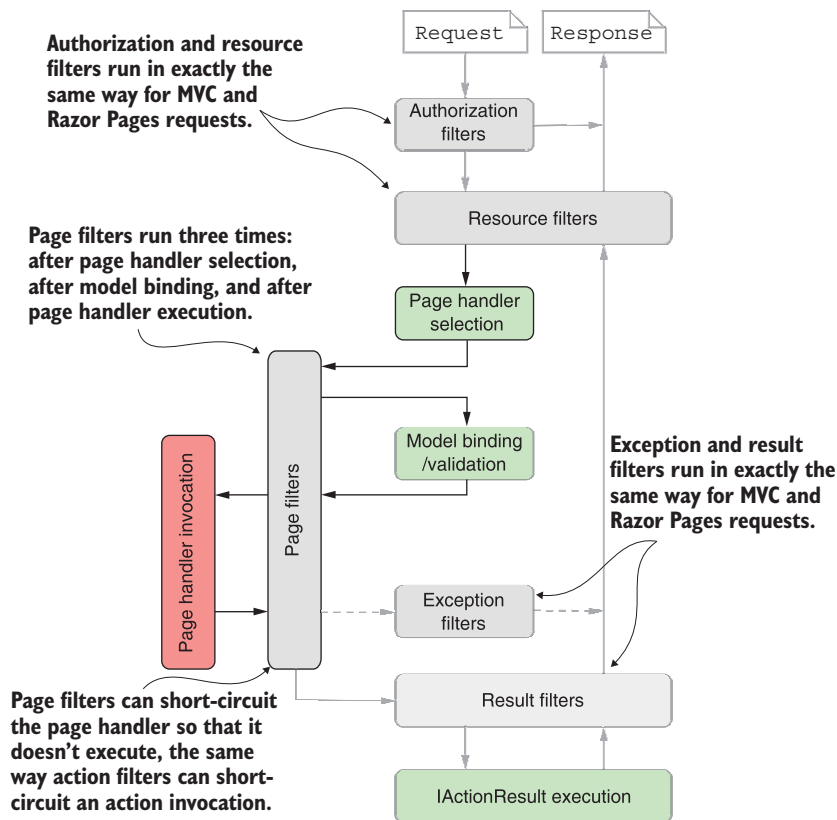 Request
Response
Authorization and resource
filters run in exactly the
same way for MVC and
Razor Pages requests.
Authorization
filters
Resource filters
Page filters run three times:
after page handler selection,
after model binding, and after
page handler execution.
Page handler
selection
Model binding
/validation
Page handler invocation
Page filters
Exception and result
filters run in exactly the
same way for MVC and
Razor Pages requests.
Exception
filters
Page filters can short-circuit
the page handler so that it
doesn’t execute, the same
way action filters can short-
circuit an action invocation.
Result filters
IActionResult execution